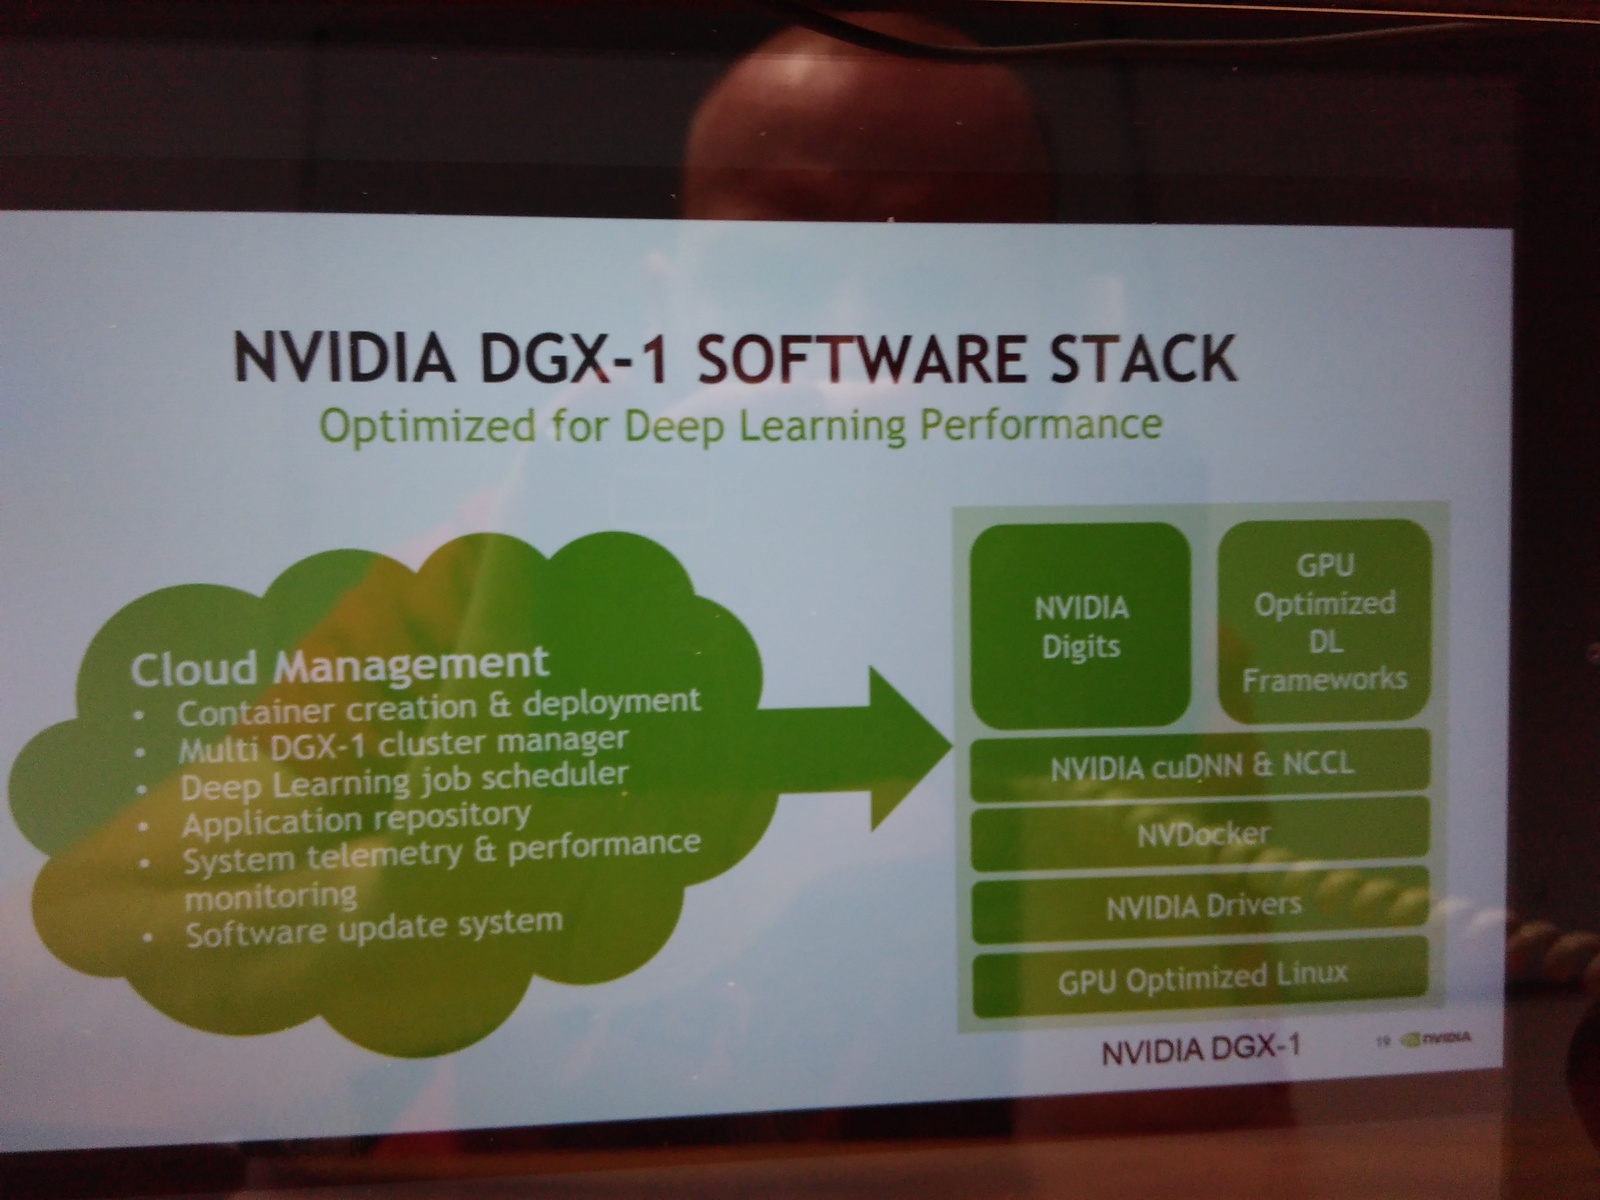 NVIDIA DGX-1 SOFTWARE STACK
Optimized for Deep Learning Performance
Cloud Management
• Container creation & deployment
• Multi DGX-1 cluster manager
• Deep Learning job scheduler
• Application repository
• System telemetry & performance
monitoring
• Software update system
NVIDIA
Digits
GPU
Optimized
DL
Frameworks
NVIDIA cuDNN & NCCL
NVDocker
NVIDIA Drivers
GPU Optimized Linux
NVIDIA DGX-1
19 NVIDIA